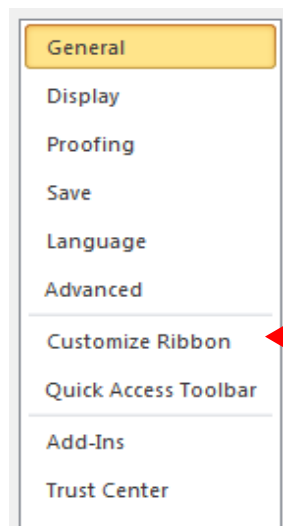 General
Display
Proofing
Save
Language
Advanced
Customize Ribbon
Quick Access Toolbar
Add-Ins
Trust Center